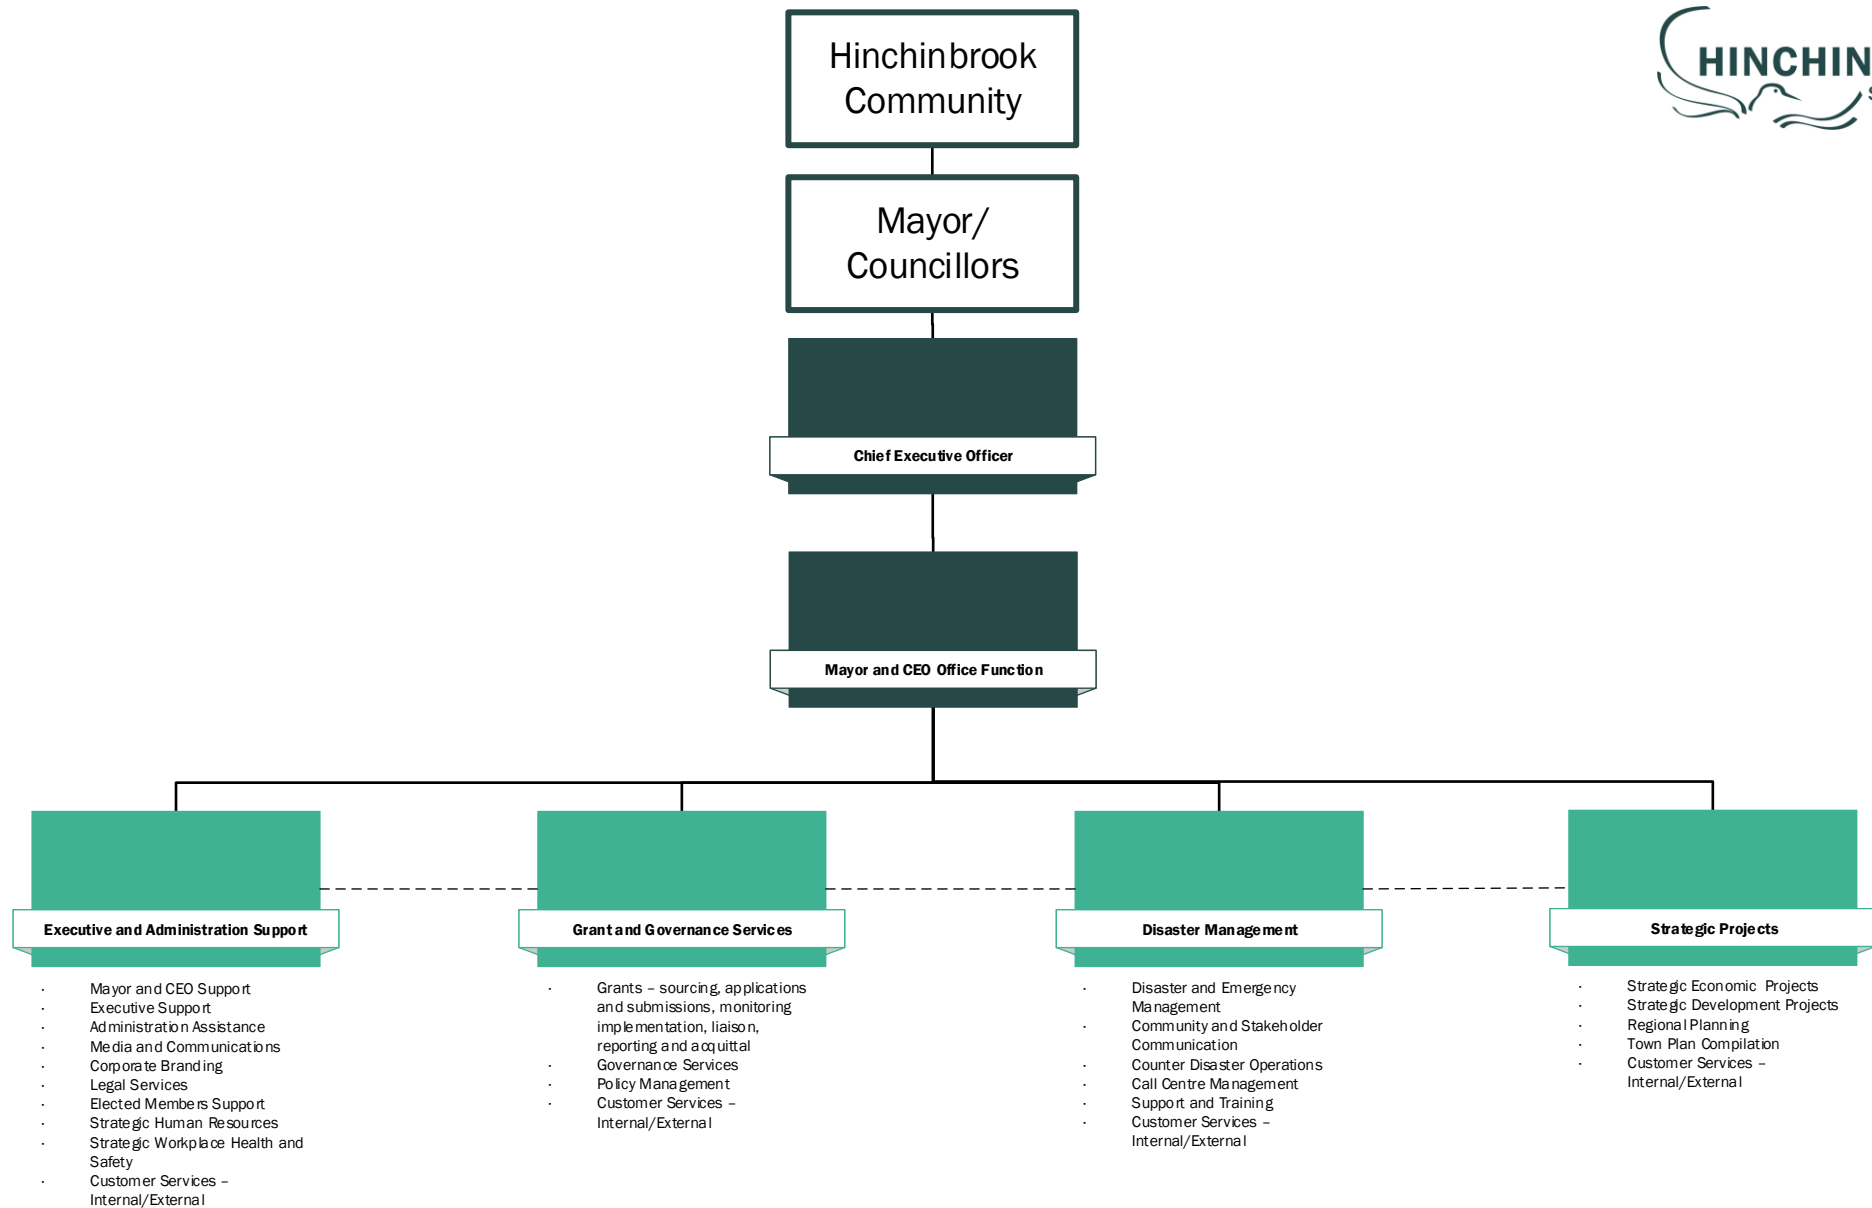 Hinchinbrook
Community
HINCHIN
S
Mayor/
Councillors
Chief Executive Officer
Mayor and CEO Office Function
Executive and Administration Support
· Mayor and CEO Support
· Executive Support
· Administration Assistance
· Media and Communications
· Corporate Branding
· Legal Services
· Elected Members Support
· Strategic Human Resources
· Strategic Workplace Health and
Safety
· Customer Services –
Internal/External
Grant and Governance Services
· Grants – sourcing, applications
and submissions, monitoring
implementation, liaison,
reporting and acquittal
· Governance Services
· Policy Management
· Customer Services –
Internal/External
Disaster Management
· Disaster and Emergency
Management
· Community and Stakeholder
Communication
· Counter Disaster Operations
· Call Centre Management
· Support and Training
· Customer Services –
Internal/External
Strategic Projects
· Strategic Economic Projects
· Strategic Development Projects
· Regional Planning
· Town Plan Compilation
· Customer Services –
Internal/External